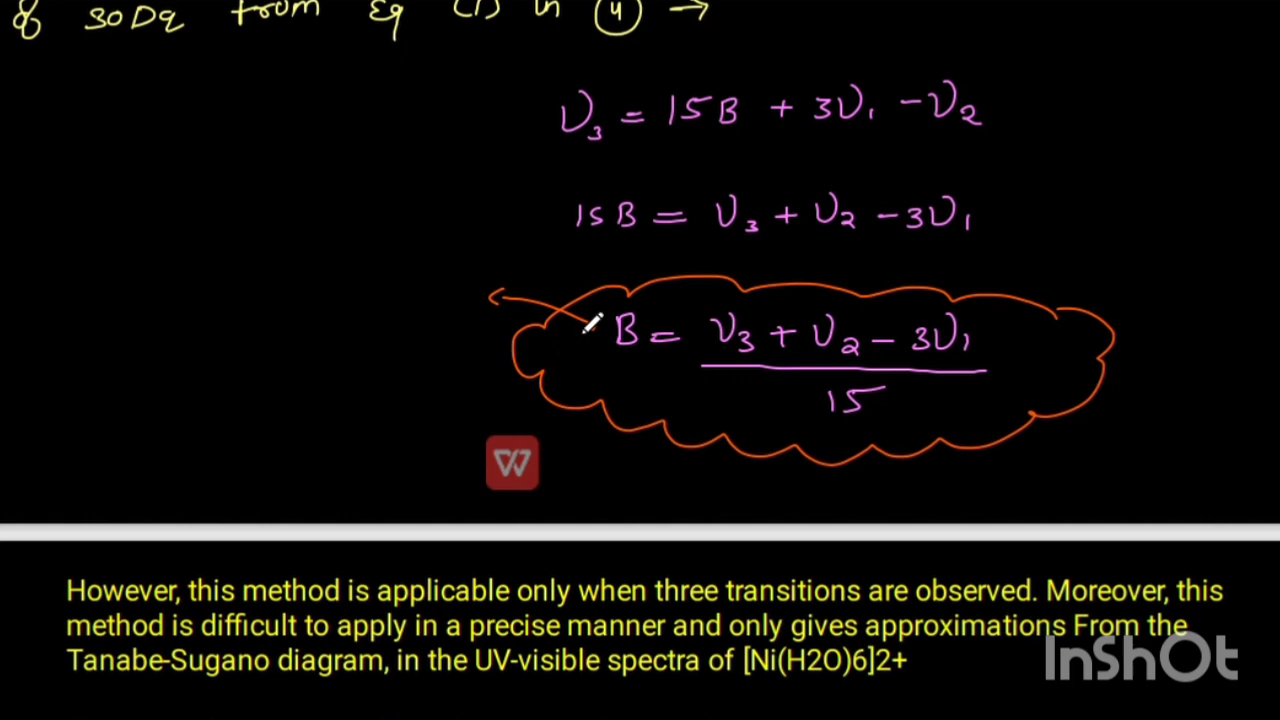 of 30Dq from Eq (1) in (4) →
ν₃ = 15B + 3ν₁ - ν₂
15B = ν₃ + ν₂ - 3ν₁
B = ν₃ + ν₂ - 3ν₁
15
However, this method is applicable only when three transitions are observed. Moreover, this
method is difficult to apply in a precise manner and only gives approximations From the
Tanabe-Sugano diagram, in the UV-visible spectra of [Ni(H2O)6]2+
InShOt